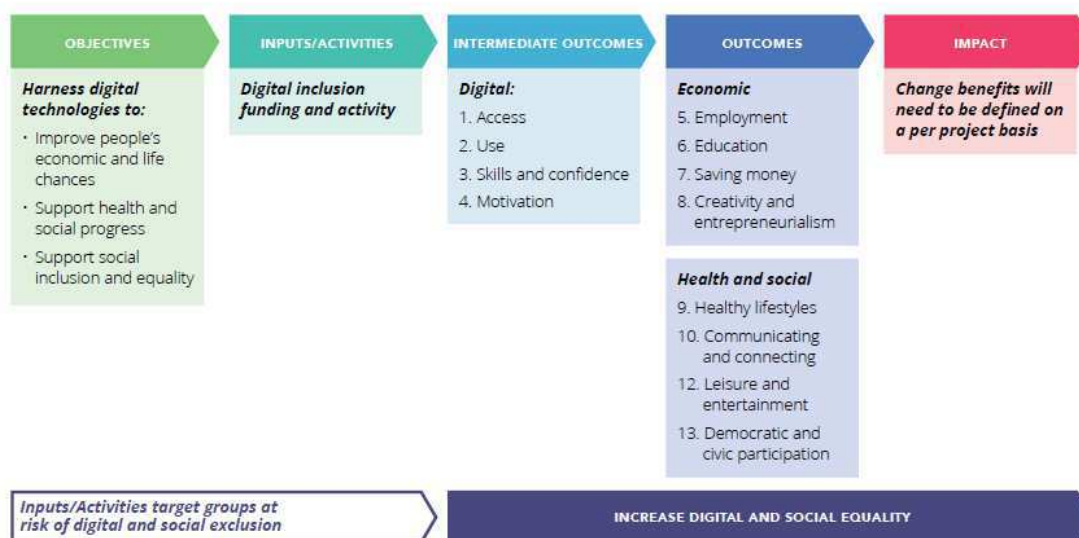 OBJECTIVES
Harness digital
technologies to:
· Improve people's
economic and life
chances
· Support health and
social progress
· Support social
inclusion and equality
INPUTS/ACTIVITIES
Digital inclusion
funding and activity
INTERMEDIATE OUTCOMES
Digital:
1. Access
2. Use
3. Skills and confidence
4. Motivation
OUTCOMES
Economic
5. Employment
6. Education
7. Saving money
8. Creativity and
entrepreneurialism
Health and social
9. Healthy lifestyles
10. Communicating
and connecting
12. Leisure and
entertainment
13. Democratic and
civic participation
IMPACT
Change benefits will
need to be defined on
a per project basis
Inputs/Activities target groups at
risk of digital and social exclusion
INCREASE DIGITAL AND SOCIAL EQUALITY